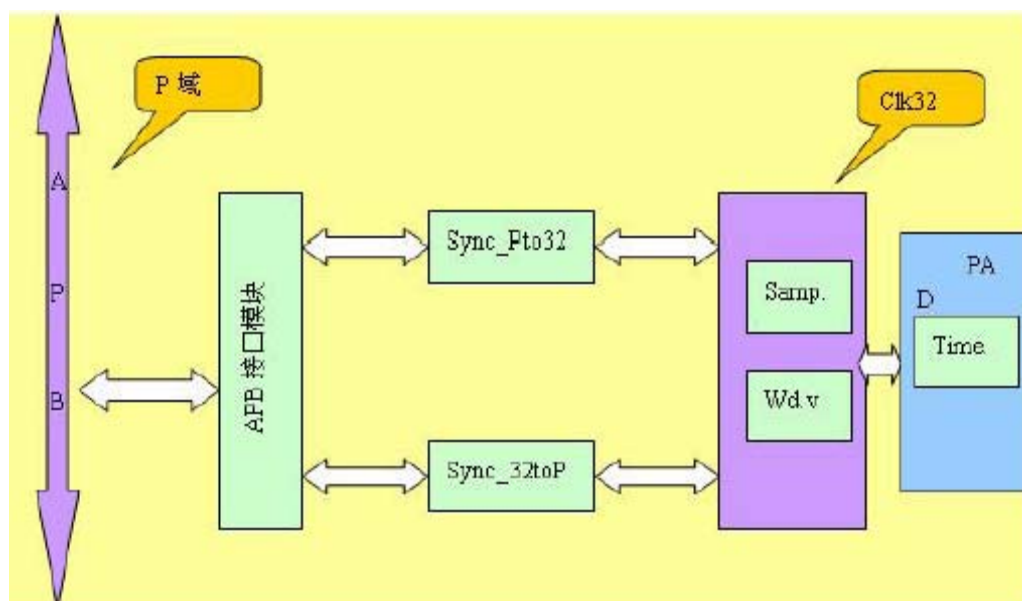 P 域
Clk32
A
P
B
APB 接口模块
Sync_Pto32
Sync_32toP
Samp.
Wd.v
PA
D
Time